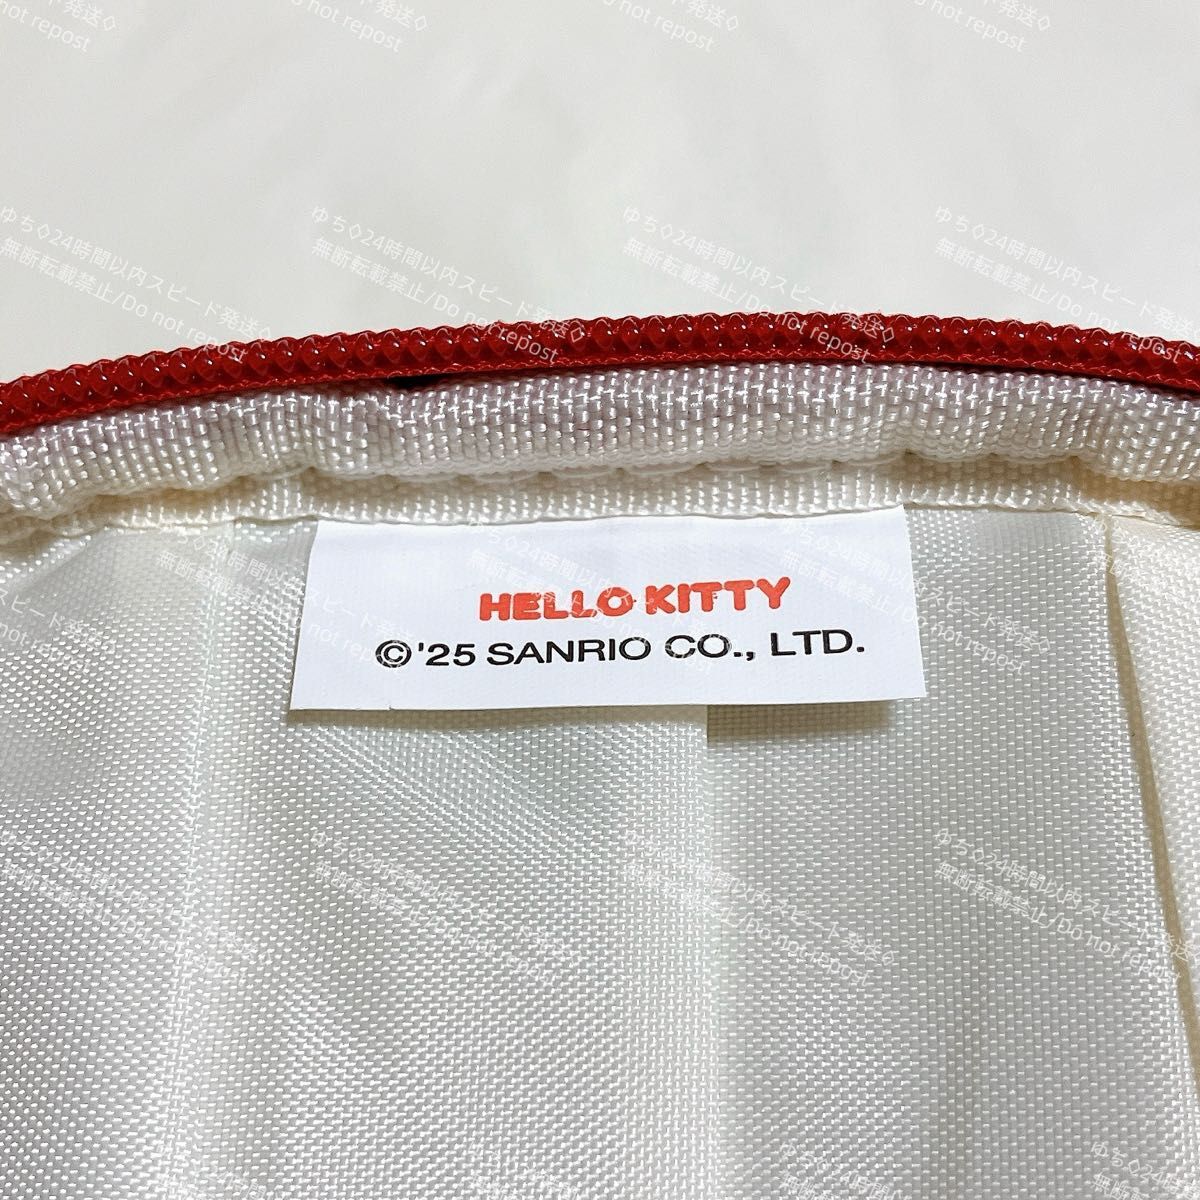 ゆち◇24時間以内スピード発送◇
無断転載禁止/Do not repost
HELLO KITTY
©'25 SANRIO CO., LTD.